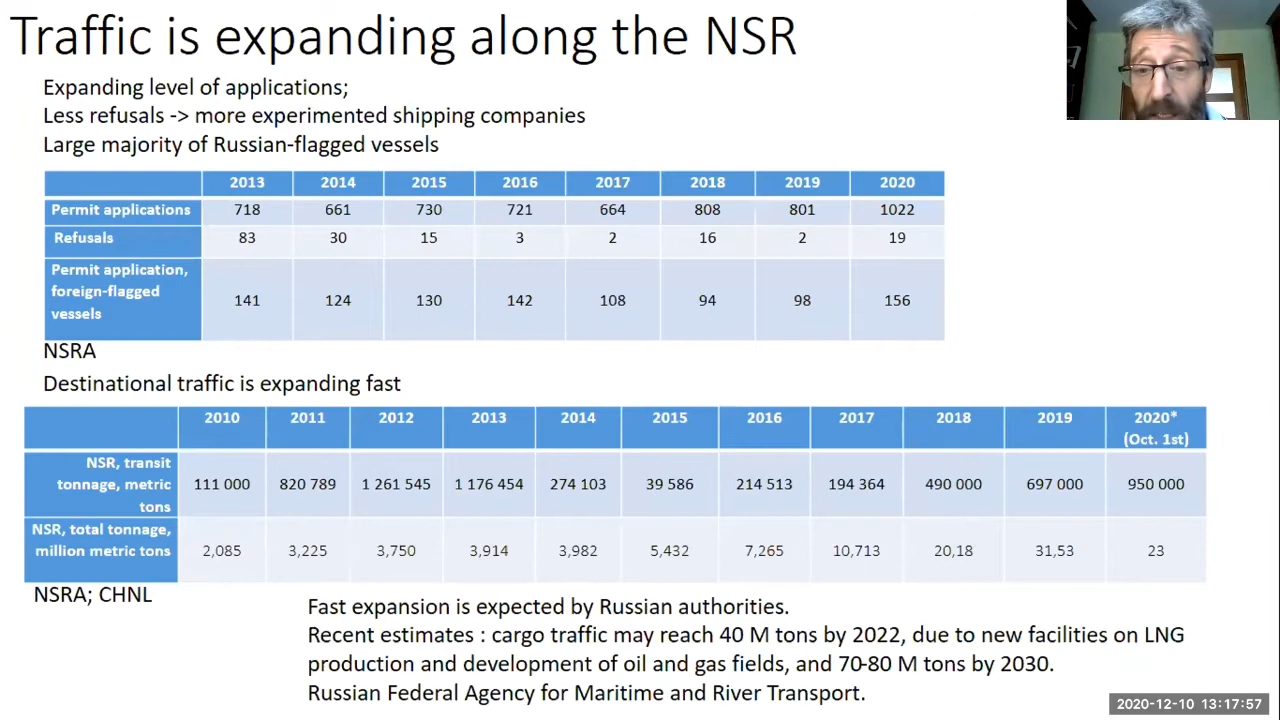 Traffic is expanding along the NSR
Expanding level of applications;
Less refusals -> more experimented shipping companies
Large majority of Russian-flagged vessels
2013 2014 2015 2016 2017 2018 2019 2020
Permit applications 718 661 730 721 664 808 801 1022
Refusals 83 30 15 3 2 16 2 19
Permit application,
foreign-flagged
vessels
141 124 130 142 108 94 98 156
NSRA
Destinational traffic is expanding fast
2010 2011 2012 2013 2014 2015 2016 2017 2018 2019 2020*
(Oct. 1st)
NSR, transit
tonnage, metric
tons
111 000 820 789 1 261 545 1 176 454 274 103 39 586 214 513 194 364 490 000 697 000 950 000
NSR, total tonnage,
million metric tons
2,085 3,225 3,750 3,914 3,982 5,432 7,265 10,713 20,18 31,53 23
NSRA; CHNL
Fast expansion is expected by Russian authorities.
Recent estimates : cargo traffic may reach 40 M tons by 2022, due to new facilities on LNG
production and development of oil and gas fields, and 70-80 M tons by 2030.
Russian Federal Agency for Maritime and River Transport.
2020-12-10 13:17:57